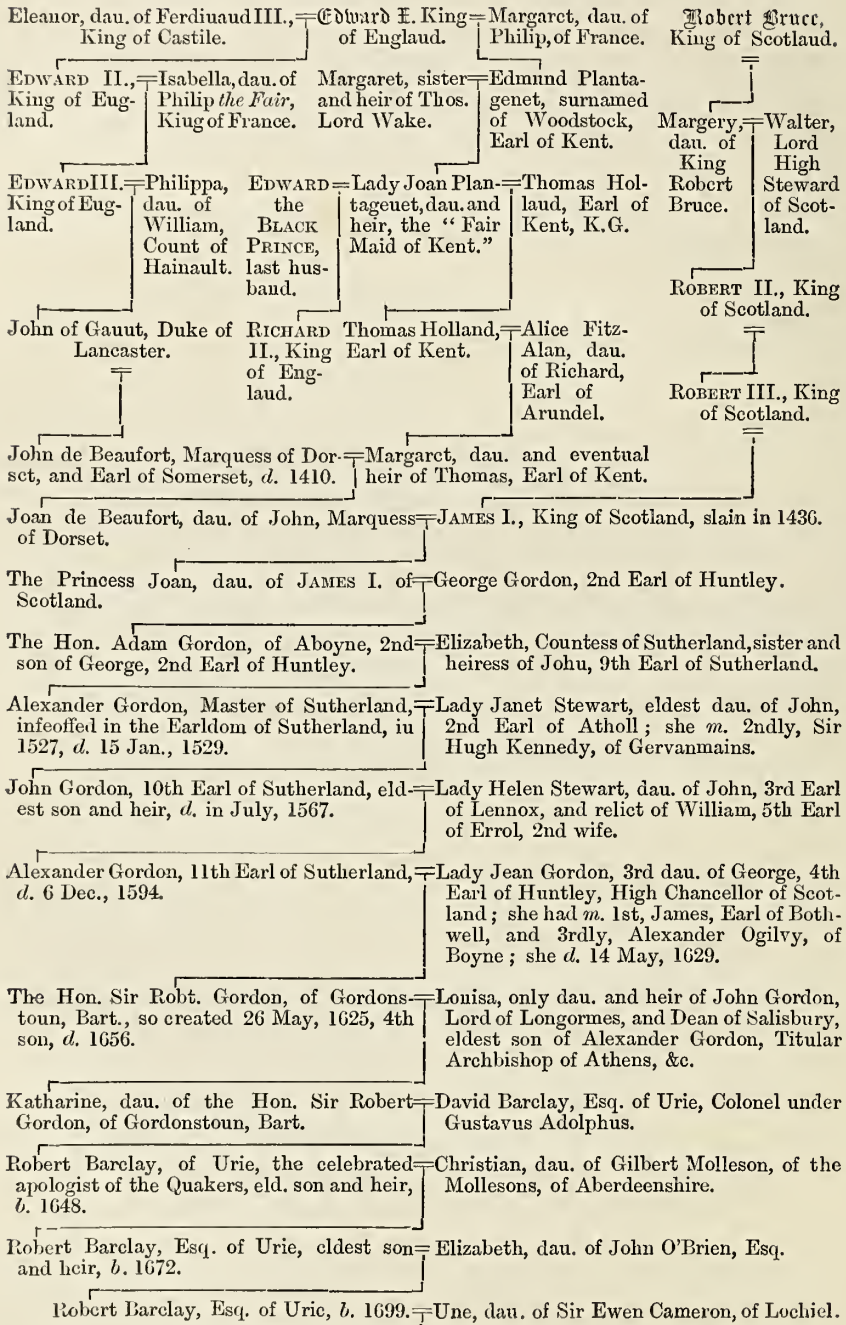 Eleanor, dau. of Ferdinand III.,
King of Castile.
Edward I. King
of England.
Margaret, dau. of
Philip, of France.
Robert Bruce,
King of Scotland.
EDWARD II.,
King of Eng-
land.
Isabella, dau. of
Philip the Fair,
King of France.
Margaret, sister
and heir of Thos.
Lord Wake.
Edmund Planta-
genet, surnamed
of Woodstock,
Earl of Kent.
Margery,
dau. of
King
Robert
Bruce.
Walter,
Lord
High
Steward
of Scot-
land.
EDWARD III.
King of Eng-
land.
Philippa,
dau. of
William,
Count of
Hainault.
EDWARD
the
BLACK
PRINCE,
last hus-
band.
Lady Joan Plan-
tagenet, dau. and
heir, the "Fair
Maid of Kent."
Thomas Hol-
land, Earl of
Kent, K.G.
ROBERT II., King
of Scotland.
John of Gaunt, Duke of
Lancaster.
RICHARD
II., King
of Eng-
land.
Thomas Holland,
Earl of Kent.
Alice Fitz-
Alan, dau.
of Richard,
Earl of
Arundel.
ROBERT III., King
of Scotland.
John de Beaufort, Marquess of Dor-
set, and Earl of Somerset, d. 1410.
Margaret, dau. and eventual
heir of Thomas, Earl of Kent.
Joan de Beaufort, dau. of John, Marquess
of Dorset.
JAMES I., King of Scotland, slain in 1436.
The Princess Joan, dau. of JAMES I. of
Scotland.
George Gordon, 2nd Earl of Huntley.
The Hon. Adam Gordon, of Aboyne, 2nd
son of George, 2nd Earl of Huntley.
Elizabeth, Countess of Sutherland, sister and
heiress of John, 9th Earl of Sutherland.
Alexander Gordon, Master of Sutherland,
infeoffed in the Earldom of Sutherland, in
1527, d. 15 Jan., 1529.
Lady Janet Stewart, eldest dau. of John,
2nd Earl of Atholl; she m. 2ndly, Sir
Hugh Kennedy, of Gervanmains.
John Gordon, 10th Earl of Sutherland, eld-
est son and heir, d. in July, 1567.
Lady Helen Stewart, dau. of John, 3rd Earl
of Lennox, and relict of William, 5th Earl
of Errol, 2nd wife.
Alexander Gordon, 11th Earl of Sutherland,
d. 6 Dec., 1594.
Lady Jean Gordon, 3rd dau. of George, 4th
Earl of Huntley, High Chancellor of Scot-
land; she had m. 1st, James, Earl of Both-
well, and 3rdly, Alexander Ogilvy, of
Boyne; she d. 14 May, 1629.
The Hon. Sir Robt. Gordon, of Gordons-
toun, Bart., so created 26 May, 1625, 4th
son, d. 1656.
Louisa, only dau. and heir of John Gordon,
Lord of Longormes, and Dean of Salisbury,
eldest son of Alexander Gordon, Titular
Archbishop of Athens, &c.
Katharine, dau. of the Hon. Sir Robert
Gordon, of Gordonstoun, Bart.
David Barclay, Esq. of Urie, Colonel under
Gustavus Adolphus.
Robert Barclay, of Urie, the celebrated
apologist of the Quakers, eld. son and heir,
b. 1648.
Christian, dau. of Gilbert Molleson, of the
Mollesons, of Aberdeenshire.
Robert Barclay, Esq. of Urie, eldest son
and heir, b. 1672.
Elizabeth, dau. of John O'Brien, Esq.
Robert Barclay, Esq. of Urie, b. 1699.
Une, dau. of Sir Ewen Cameron, of Lochiel.